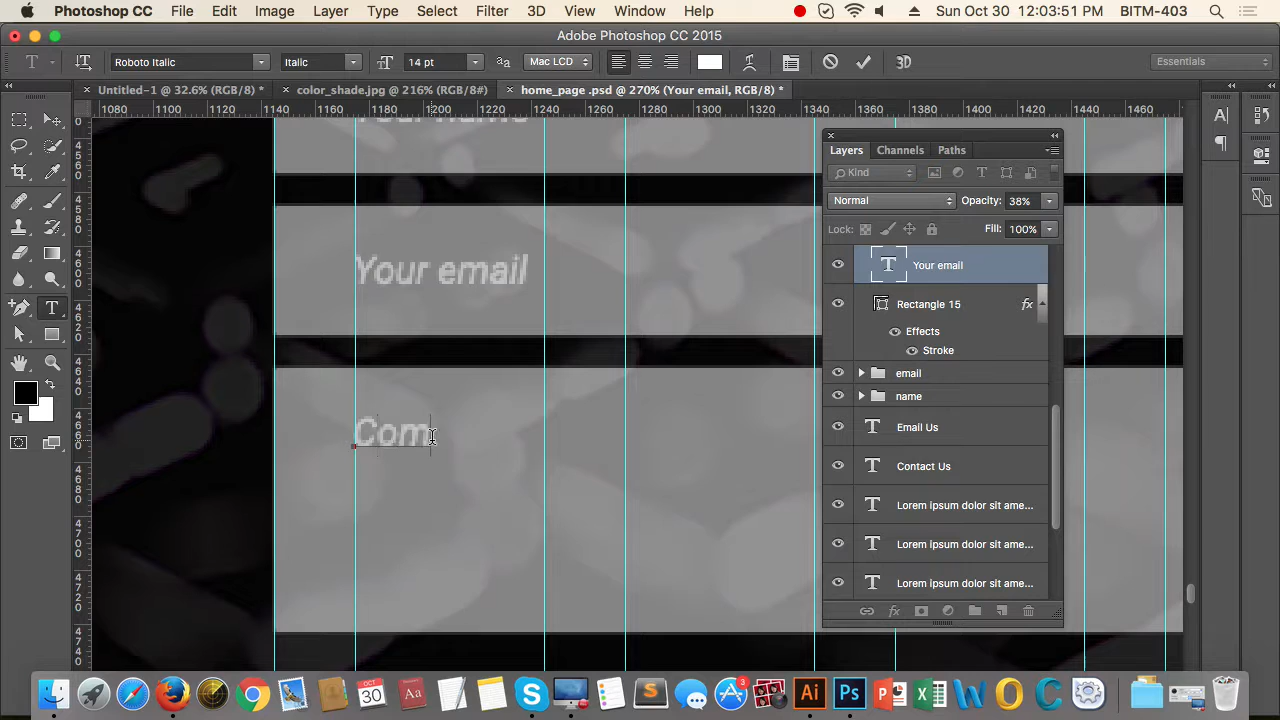 Photoshop CC File Edit Image Layer Type Select Filter 3D View Window Help Sun Oct 30 12:03:51 PM BITM-403
Adobe Photoshop CC 2015
Roboto Italic Italic 14 pt Mac LCD 3D Essentials
Untitled-1 @ 32.6% (RGB/8) * color_shade.jpg @ 216% (RGB/8#) home_page .psd @ 270% (Your email, RGB/8) *
1080 1100 1120 1140 1160 1180 1200 1220 1240 1260 1280 1300 1320 1340 1360 1380 1400 1420 1440 1460
Your email
Com
Layers Channels Paths
Kind
Normal Opacity: 38%
Lock: Fill: 100%
Your email
Rectangle 15 fx
Effects
Stroke
email
name
Email Us
Contact Us
Lorem ipsum dolor sit ame...
Lorem ipsum dolor sit ame...
Lorem ipsum dolor sit ame...